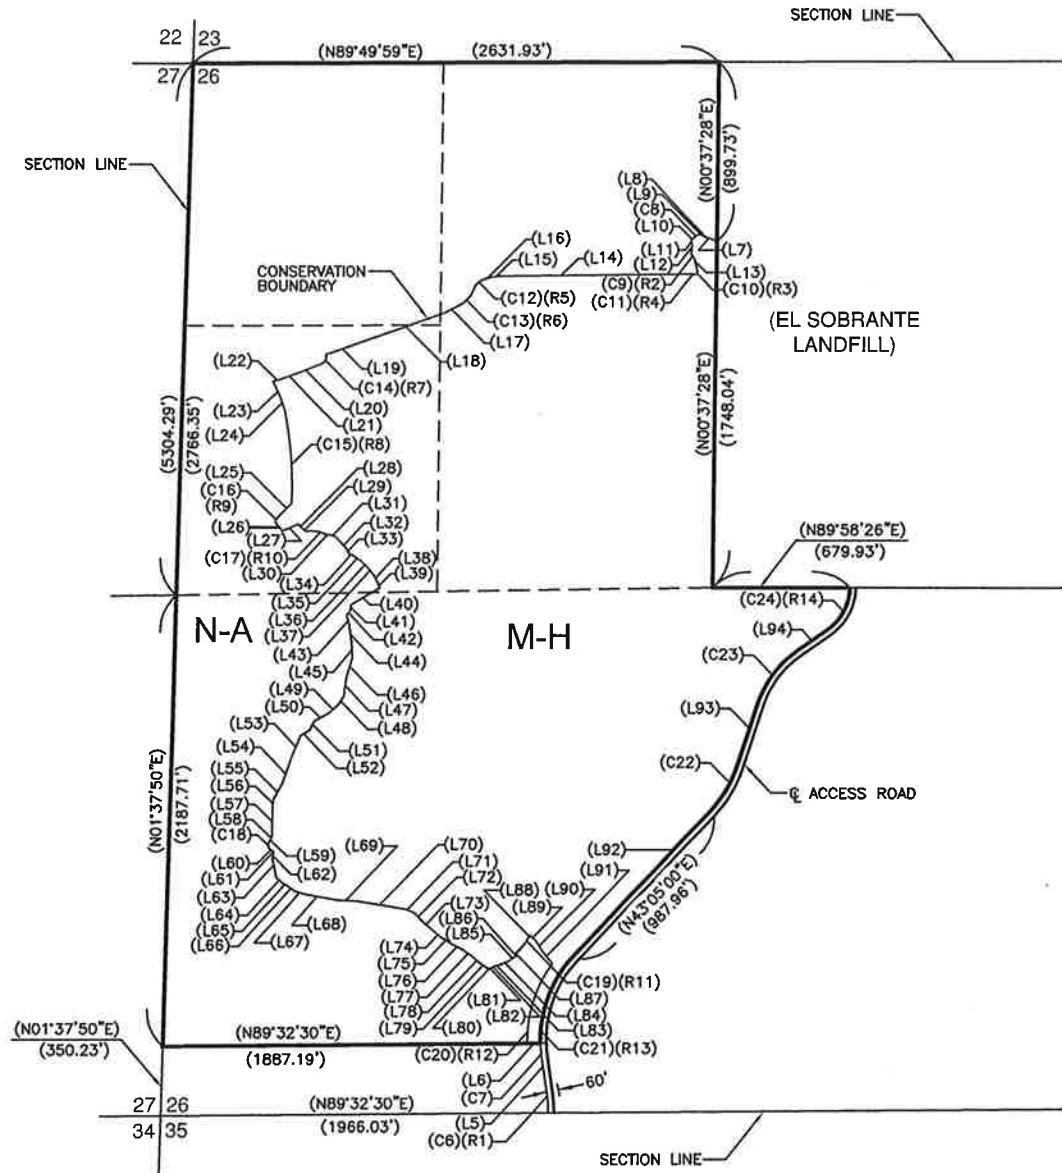 SECTION LINE
22 23
(N89°49'59"E) (2631.93')
27 26
SECTION LINE
(N00°37'28"E)
(899.73')
(L8)
(L9)
(C8)
(L10)
(L16)
(L15)
(L14)
(L11)
(L12)
(L7)
(L13)
(C9)(R2)
(C10)(R3)
(C11)(R4)
CONSERVATION
BOUNDARY
(C12)(R5)
(C13)(R6)
(L17)
(EL SOBRANTE
LANDFILL)
(L18)
(L22)
(L19)
(C14)(R7)
(L20)
(L21)
(L23)
(L24)
(N00°37'28"E)
(1748.04')
(5304.29')
(2766.35')
(C15)(R8)
(L25)
(C16)
(R9)
(L28)
(L29)
(L31)
(L26)
(L27)
(L32)
(L33)
(C17)(R10)
(L30)
(L34)
(L38)
(L39)
(N89°58'26"E)
(679.93')
(L35)
(L36)
(L37)
(L40)
(L41)
(L42)
(C24)(R14)
(L94)
N-A
M-H
(L43)
(L44)
(L45)
(C23)
(L46)
(L47)
(L48)
(L49)
(L50)
(L93)
(L53)
(L51)
(L52)
(L54)
(C22)
(L55)
(L56)
(L57)
(L58)
(C18)
℄ ACCESS ROAD
(N01°37'50"E)
(2187.71')
(L69)
(L70)
(L71)
(L72)
(L92)
(L91)
(L59)
(L62)
(L60)
(L61)
(L63)
(L64)
(L65)
(L66)
(L67)
(L68)
(L88)
(L90)
(L89)
(L73)
(L86)
(L85)
(N43°05'00"E)
(987.96')
(L74)
(L75)
(L76)
(L77)
(L78)
(L79)
(L80)
(C19)(R11)
(L81)
(L87)
(L82)
(L84)
(L83)
(N01°37'50"E)
(350.23')
(N89°32'30"E)
(1887.19')
(C20)(R12)
(C21)(R13)
(L6)
(C7)
60'
27 26
34 35
(N89°32'30"E)
(1966.03')
(L5)
(C6)(R1)
SECTION LINE